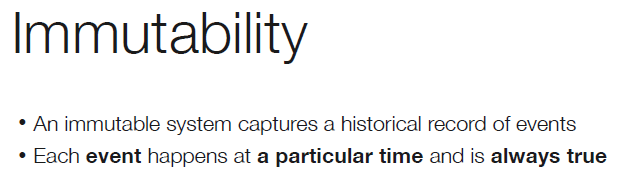 Immutability
• An immutable system captures a historical record of events
• Each event happens at a particular time and is always true